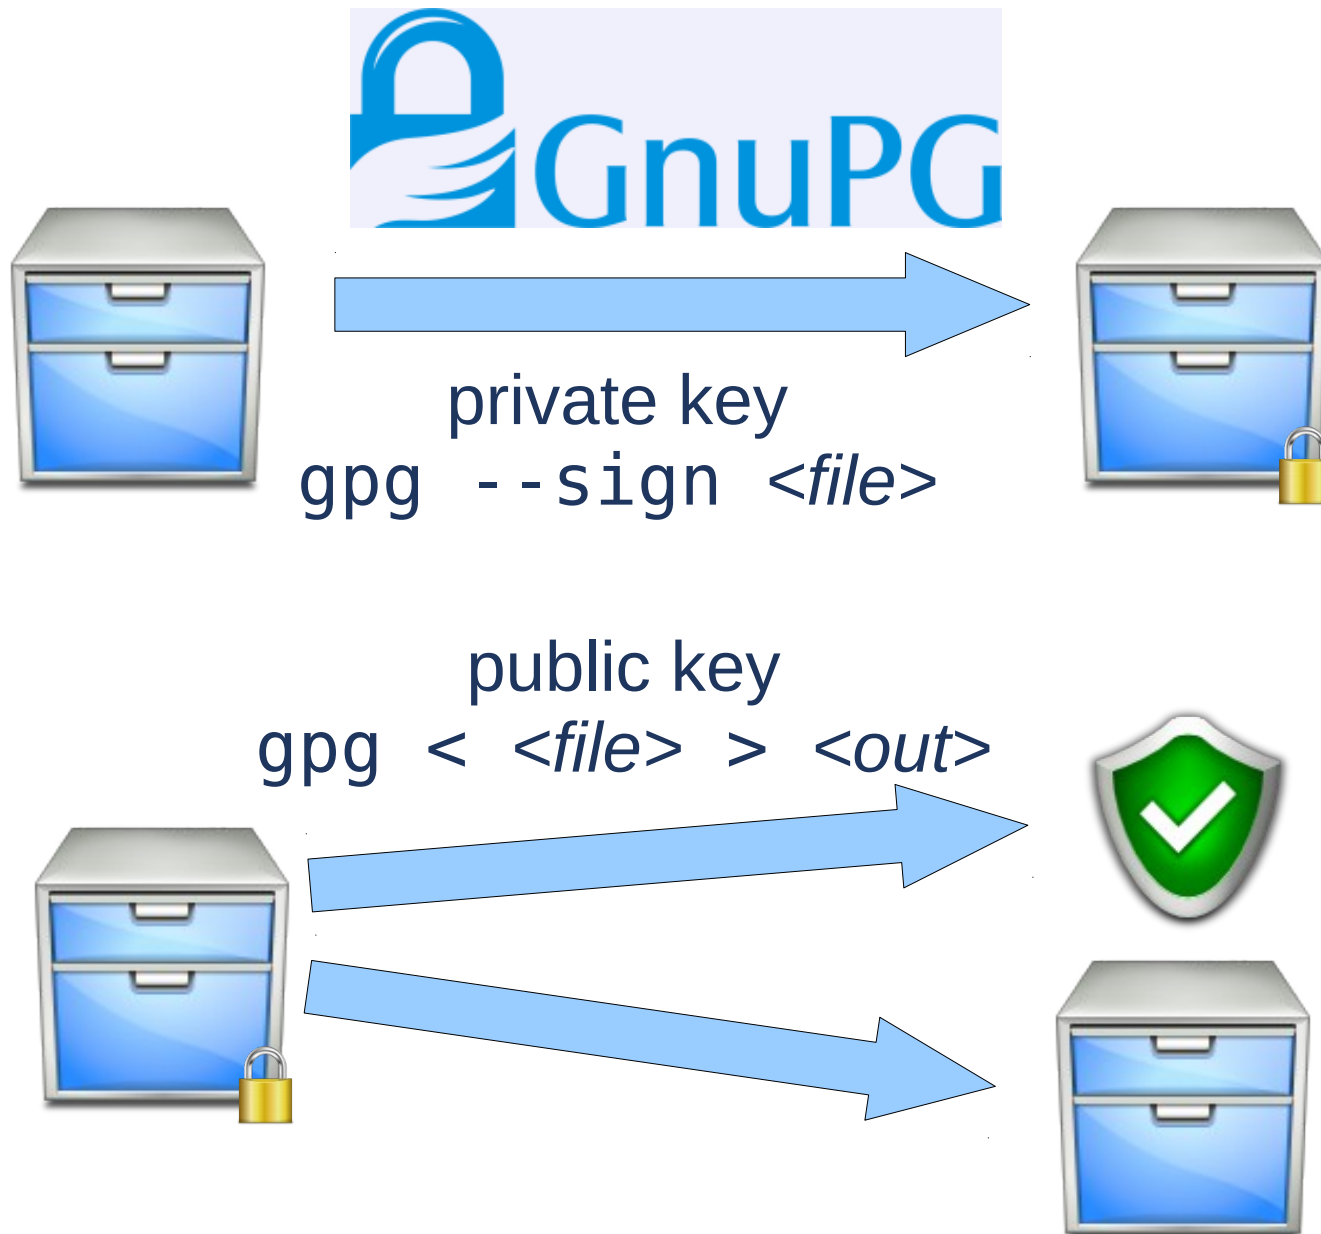 GnuPG
private key
gpg --sign <file>
public key
gpg < <file> > <out>